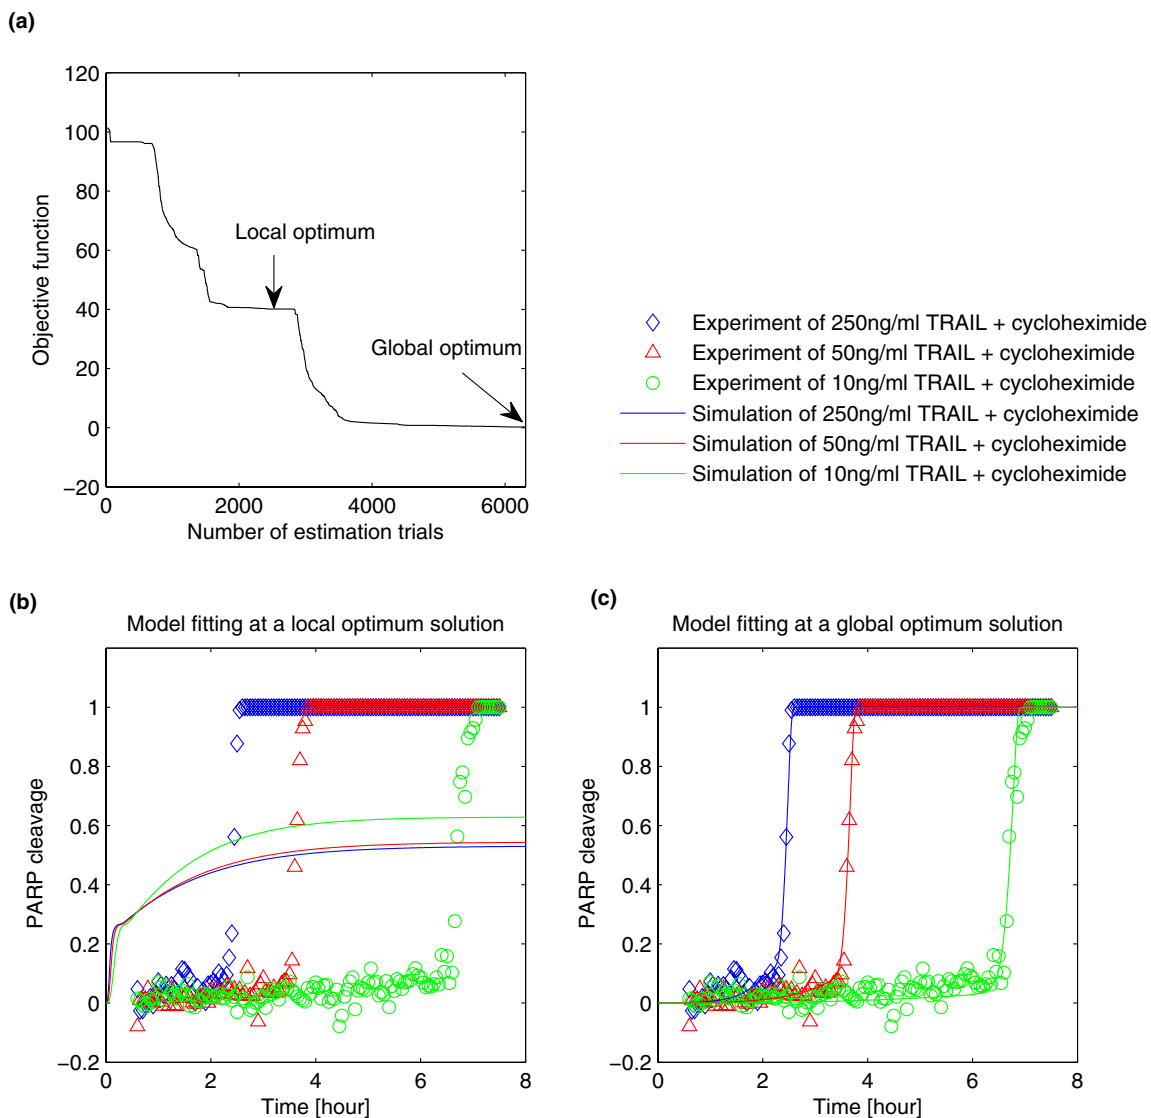 (a)
120
100
80
60
40
20
0
−20
Objective function
Local optimum
Global optimum
0
2000
4000
6000
Number of estimation trials
Experiment of 250ng/ml TRAIL + cycloheximide
Experiment of 50ng/ml TRAIL + cycloheximide
Experiment of 10ng/ml TRAIL + cycloheximide
Simulation of 250ng/ml TRAIL + cycloheximide
Simulation of 50ng/ml TRAIL + cycloheximide
Simulation of 10ng/ml TRAIL + cycloheximide
(b)
Model fitting at a local optimum solution
1
0.8
0.6
0.4
0.2
0
−0.2
PARP cleavage
0
2
4
6
8
Time [hour]
(c)
Model fitting at a global optimum solution
1
0.8
0.6
0.4
0.2
0
−0.2
PARP cleavage
0
2
4
6
8
Time [hour]